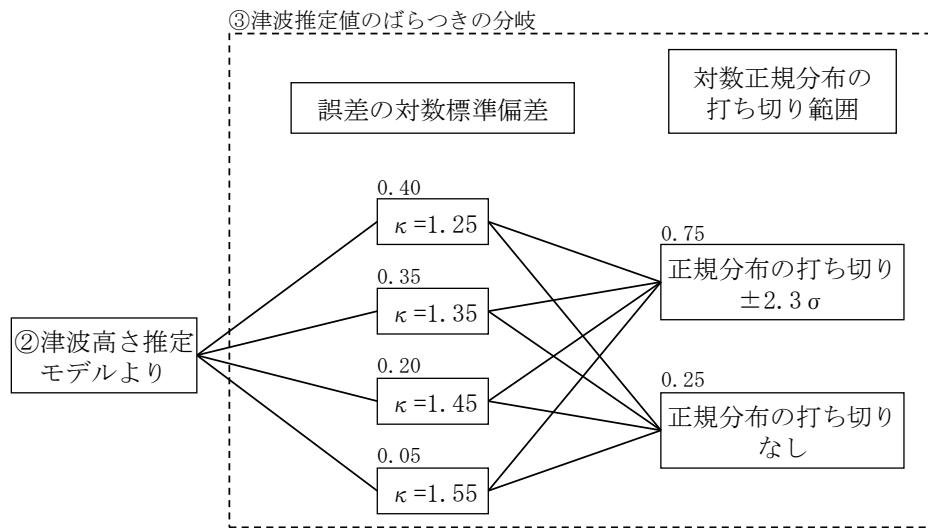 ③津波推定値のばらつきの分岐
誤差の対数標準偏差
対数正規分布の
打ち切り範囲
②津波高さ推定
モデルより
0.40
κ=1.25
0.35
κ=1.35
0.20
κ=1.45
0.05
κ=1.55
0.75
正規分布の打ち切り
±2.3σ
0.25
正規分布の打ち切り
なし